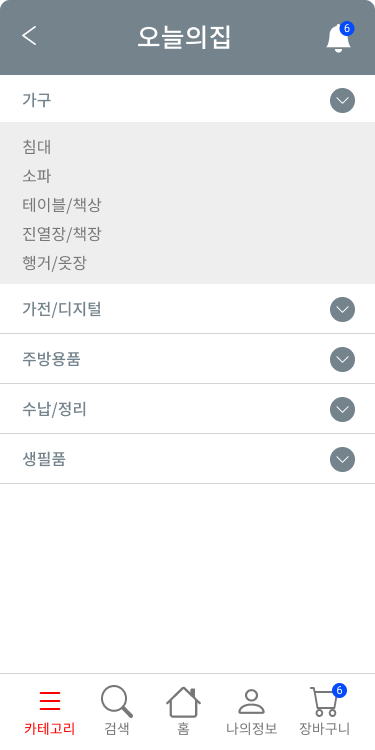 오늘의집
6
가구
침대
소파
테이블/책상
진열장/책장
행거/옷장
가전/디지털
주방용품
수납/정리
생필품
6
카테고리 검색 홈 나의정보 장바구니